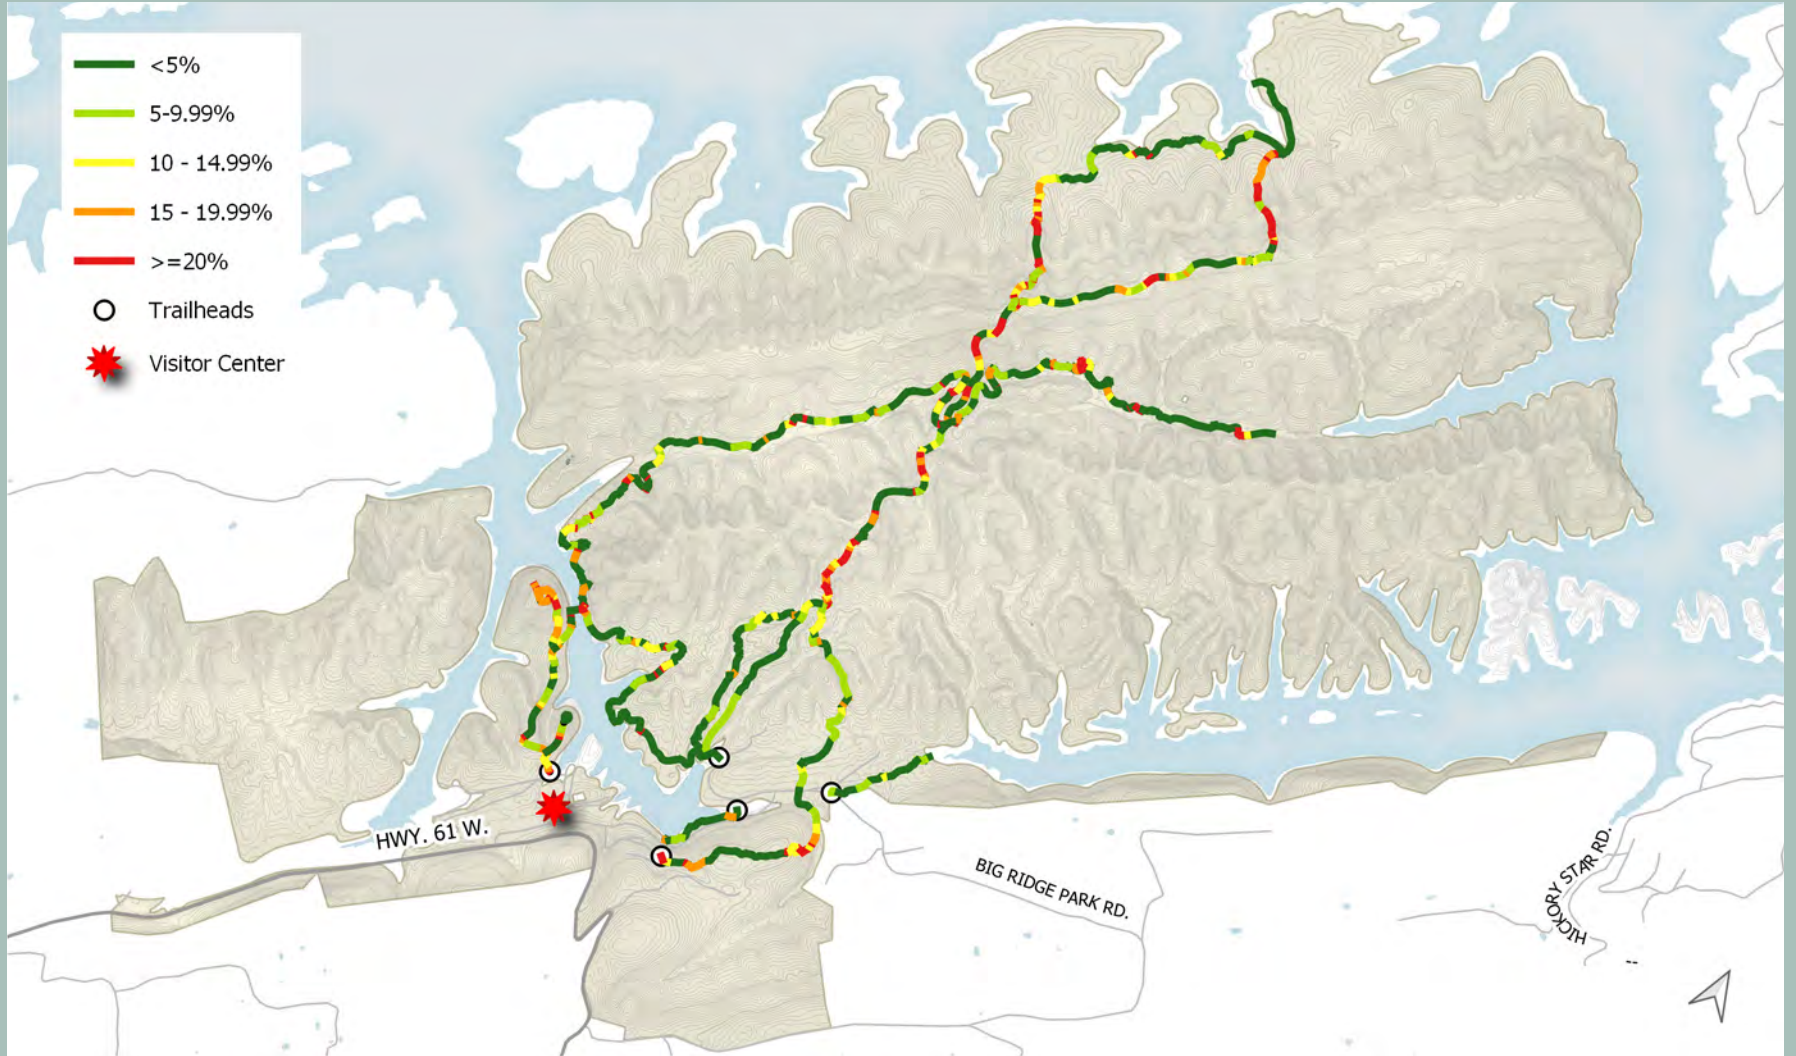 <5%
5-9.99%
10 - 14.99%
15 - 19.99%
>=20%
Trailheads
Visitor Center
HWY. 61 W.
BIG RIDGE PARK RD.
HICKORY STAR RD.
--